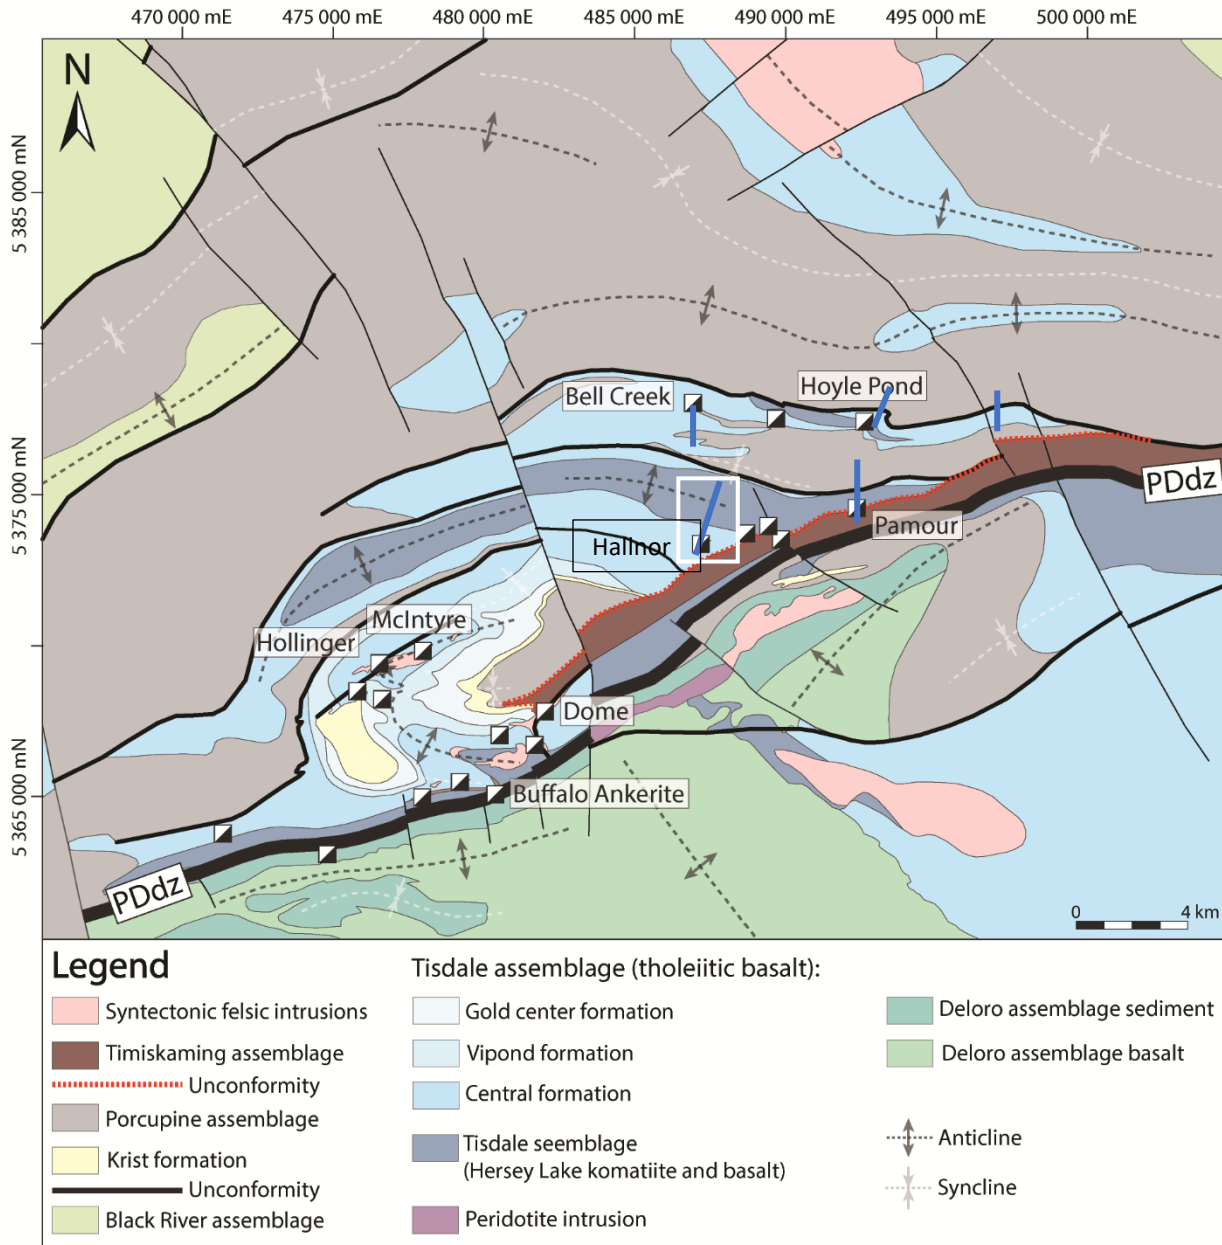 470 000 mE 475 000 mE 480 000 mE 485 000 mE 490 000 mE 495 000 mE 500 000 mE
N
5 385 000 mN
5 375 000 mN
5 365 000 mN
Bell Creek
Hoyle Pond
PDdz
Pamour
Hallnor
McIntyre
Hollinger
Dome
Buffalo Ankerite
PDdz
0 4 km
Legend
Syntectonic felsic intrusions
Timiskaming assemblage
Unconformity
Porcupine assemblage
Krist formation
Unconformity
Black River assemblage
Tisdale assemblage (tholeiitic basalt):
Gold center formation
Vipond formation
Central formation
Tisdale seemblage
(Hersey Lake komatiite and basalt)
Peridotite intrusion
Deloro assemblage sediment
Deloro assemblage basalt
Anticline
Syncline